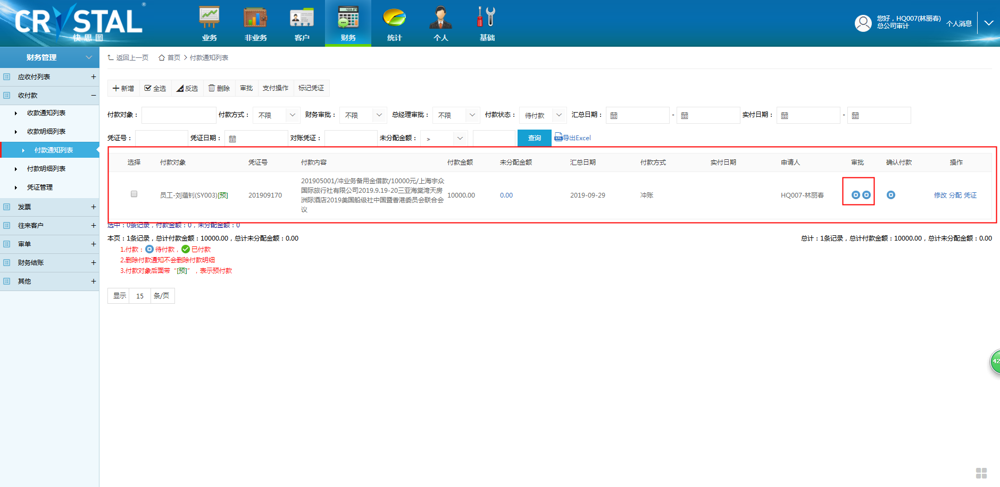 CRYSTAL
®
快思图
业务 非业务 客户 财务 统计 个人 基础
您好，HQ007(林丽春)
总公司审计
个人消息
财务管理
应收付列表 +
收付款 −
收款通知列表
收款明细列表
付款通知列表
付款明细列表
凭证管理
发票 +
往来客户 +
审单 +
财务结账 +
其他 +
返回上一页 首页 > 付款通知列表
新增 全选 反选 删除 审批 支付操作 标记凭证
付款对象： 付款方式： 不限 财务审批： 不限 总经理审批： 不限 付款状态： 待付款 汇总日期： - 实付日期： -
凭证号： 凭证日期： 对账凭证： 未分配金额： > 查询 导出Excel
选择 付款对象 凭证号 付款内容 付款金额 未分配金额 汇总日期 付款方式 实付日期 申请人 审批 确认付款 操作
员工-刘蕴钊(SY003)[预] 201909170
201905001/冲业务备用金借款/10000元/上海宇众
国际旅行社有限公司2019.9.19-20三亚海棠湾天房
洲际酒店2019美国船级社中国暨香港委员会联合会
议
10000.00 0.00 2019-09-29 冲账 HQ007-林丽春 修改 分配 凭证
选中：0条记录，付款金额：0，未分配金额：0
本页：1条记录，总计付款金额：10000.00，总计未分配金额：0.00
总计：1条记录，总计付款金额：10000.00，总计未分配金额：0.00
1.付款： 待付款， 已付款
2.删除付款通知不会删除付款明细
3.付款对象后面带“[预]”，表示预付款
显示 15 条/页
42